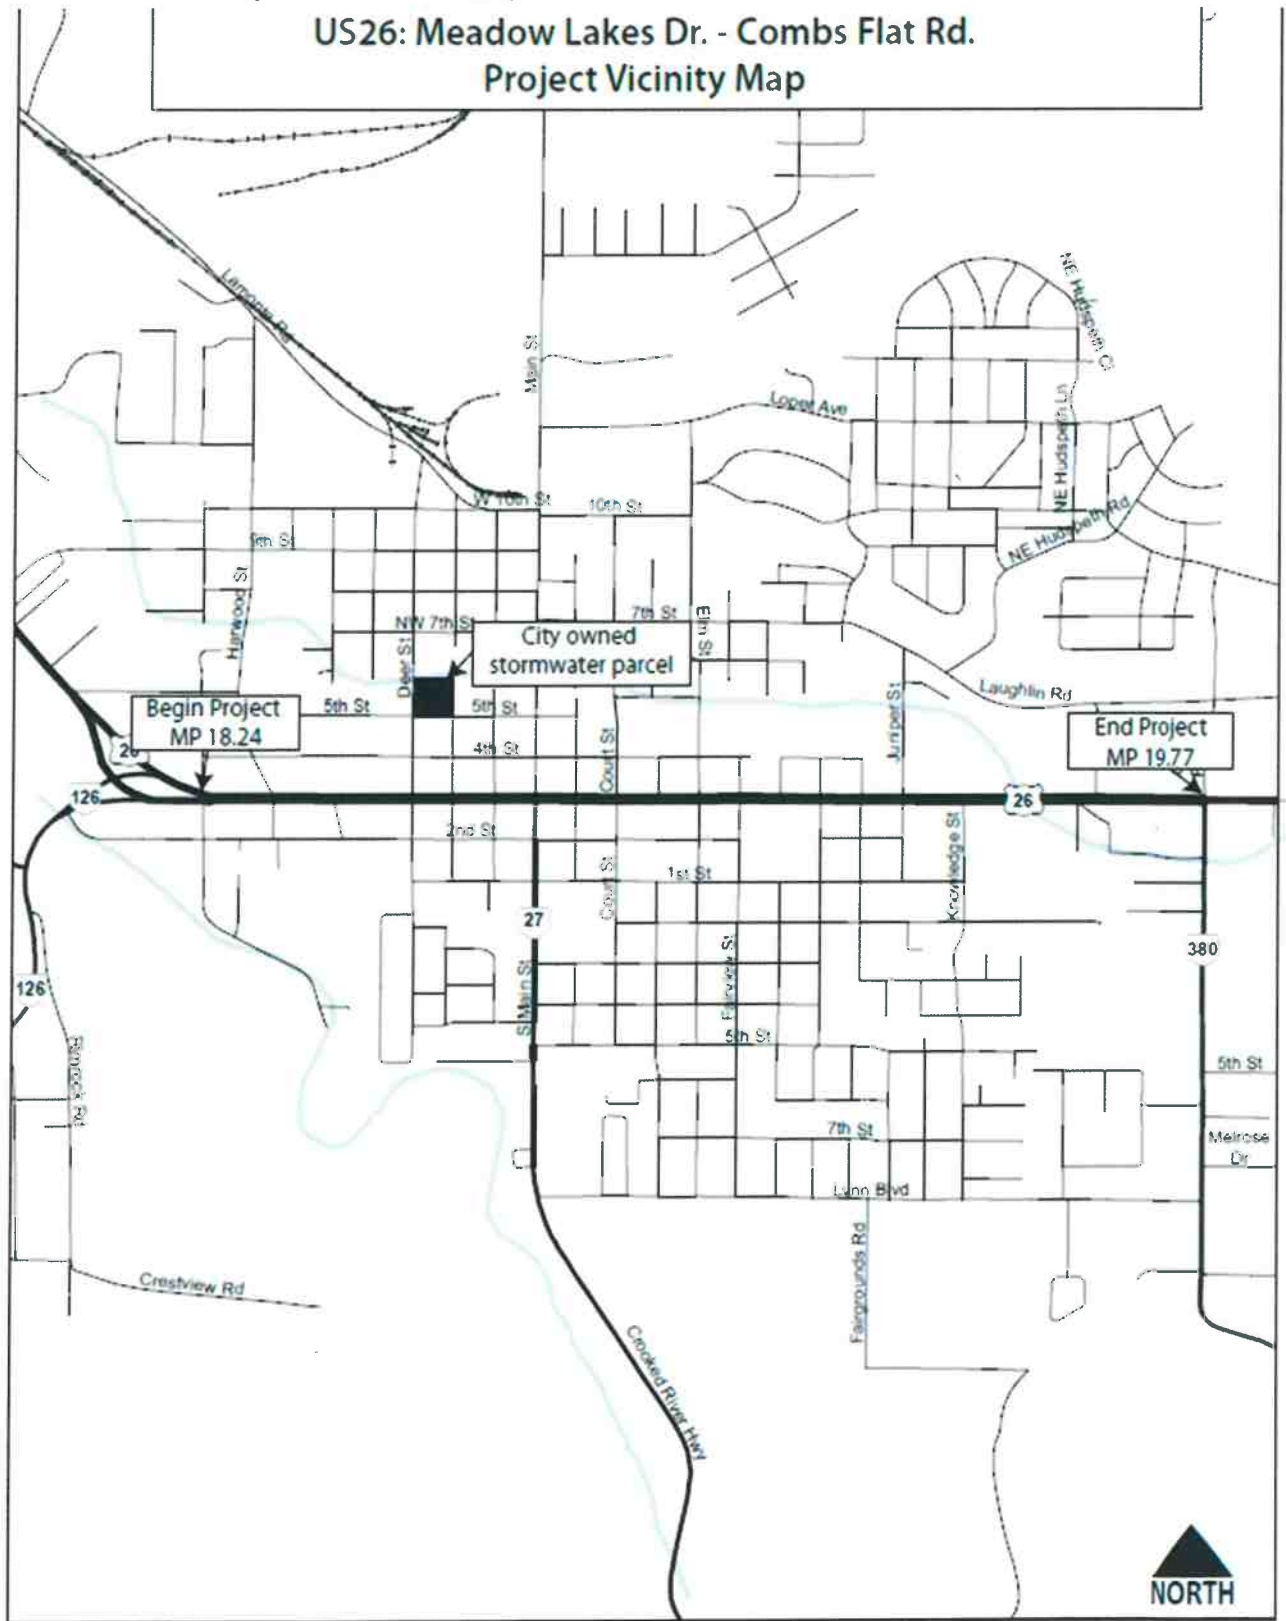 US26: Meadow Lakes Dr. - Combs Flat Rd.
Project Vicinity Map
NE Hudspeth Cl
Lamonta Rd
Main St
Loper Ave
NE Hudspeth Ln
W 10th St
10th St
NE Hudspeth Rd
9th St
Harwood St
7th St
Elm St
NW 7th St
City owned
stormwater parcel
Deer St
Laughlin Rd
Juniper St
Begin Project
MP 18.24
5th St
5th St
End Project
MP 19.77
4th St
Court St
26
126
26
2nd St
Knowledge St
1st St
Court St
27
380
Fairview St
126
S Main St
5th St
Rimrock Rd
5th St
7th St
Melrose
Dr
Lynn Blvd
Crestview Rd
Fairgrounds Rd
Crooked River Hwy
NORTH